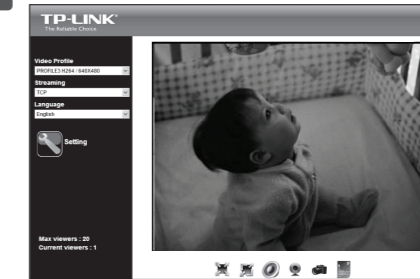 TP-LINK®
The Reliable Choice
Video Profile
PROFILE3 H264 : 640X480
Streaming
TCP
Language
English
Setting
Max viewers : 20
Current viewers : 1